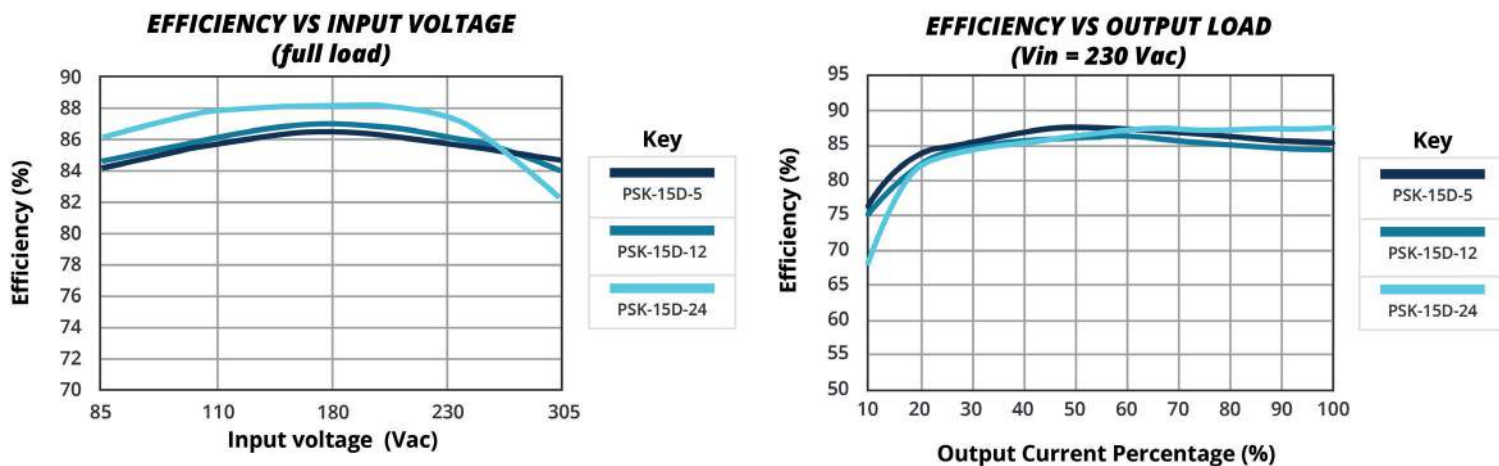 EFFICIENCY VS INPUT VOLTAGE
(full load)
Efficiency (%)
90
88
86
84
82
80
78
76
74
72
70
85 110 180 230 305
Input voltage (Vac)
Key
PSK-15D-5
PSK-15D-12
PSK-15D-24
EFFICIENCY VS OUTPUT LOAD
(Vin = 230 Vac)
Efficiency (%)
95
90
85
80
75
70
65
60
55
50
10 20 30 40 50 60 70 80 90 100
Output Current Percentage (%)
Key
PSK-15D-5
PSK-15D-12
PSK-15D-24